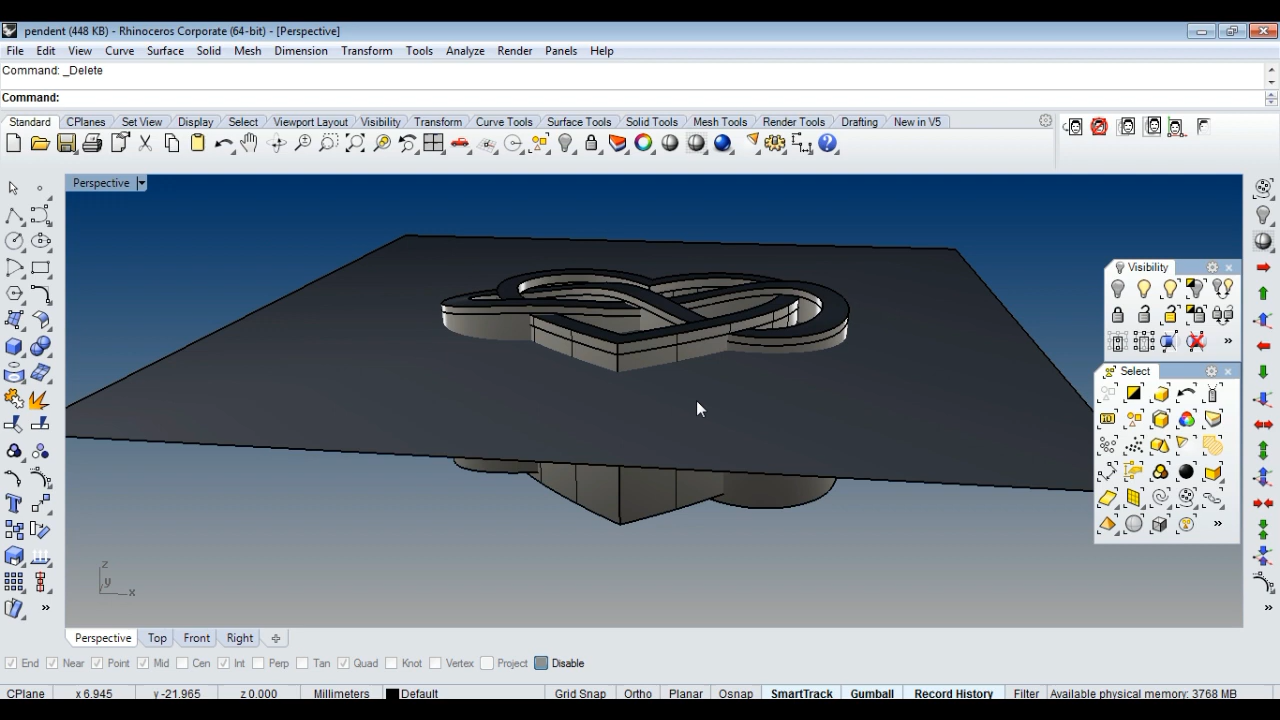 pendent (448 KB) - Rhinoceros Corporate (64-bit) - [Perspective]
File Edit View Curve Surface Solid Mesh Dimension Transform Tools Analyze Render Panels Help
Command: _Delete
Command:
Standard CPlanes Set View Display Select Viewport Layout Visibility Transform Curve Tools Surface Tools Solid Tools Mesh Tools Render Tools Drafting New in V5
Perspective
Visibility
Select
z
y
x
Perspective Top Front Right
End Near Point Mid Cen Int Perp Tan Quad Knot Vertex Project Disable
CPlane x 6.945 y -21.965 z 0.000 Millimeters Default Grid Snap Ortho Planar Osnap SmartTrack Gumball Record History Filter Available physical memory: 3768 MB